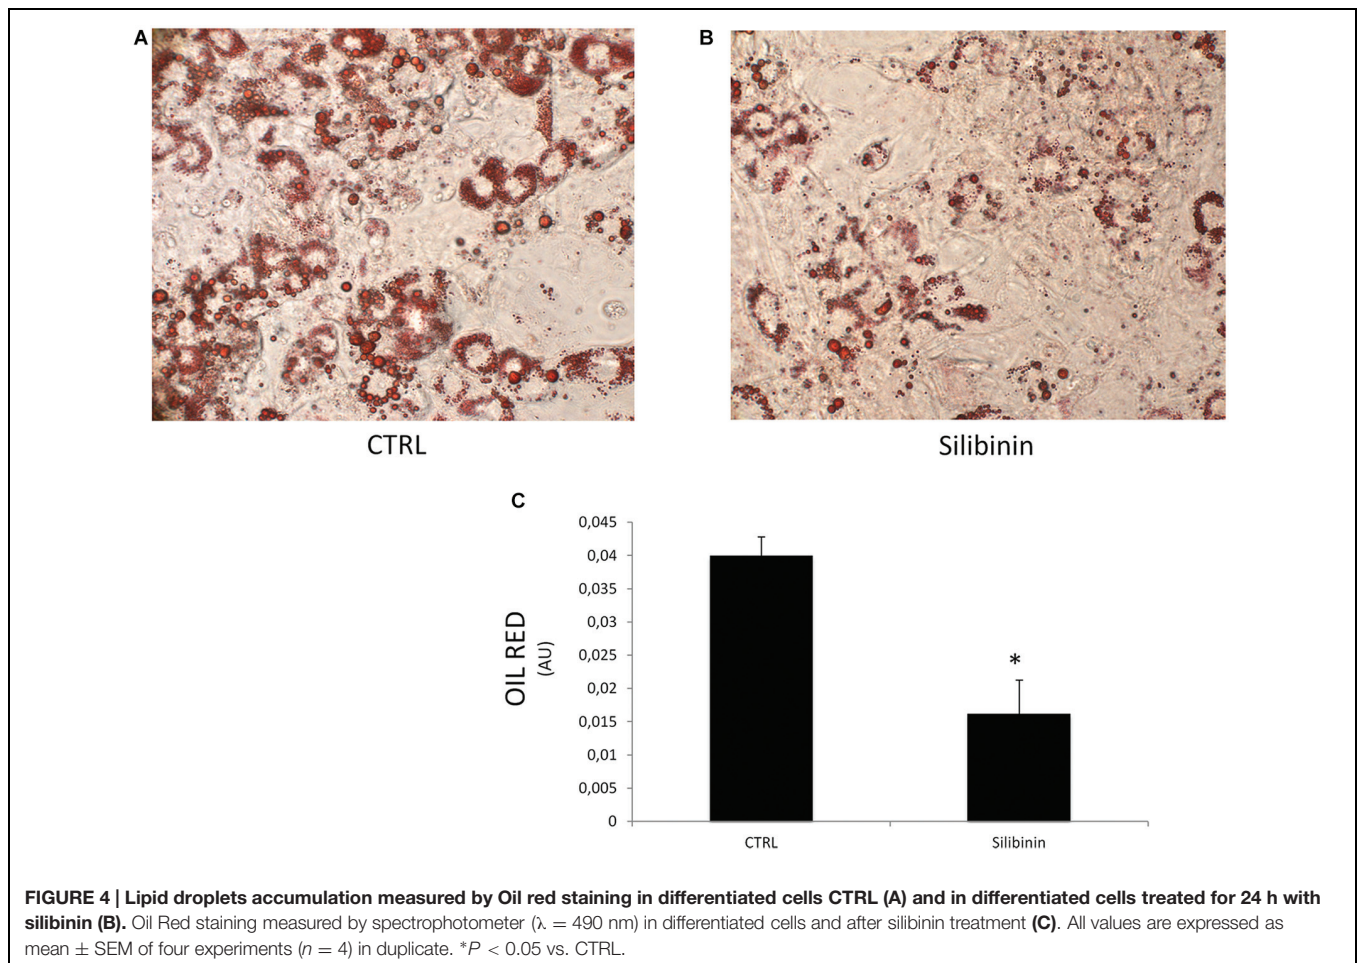 A
B
CTRL
Silibinin
C
OIL RED
(AU)
0,045
0,04
0,035
0,03
0,025
0,02
0,015
0,01
0,005
0
*
CTRL
Silibinin
FIGURE 4 | Lipid droplets accumulation measured by Oil red staining in differentiated cells CTRL (A) and in differentiated cells treated for 24 h with
silibinin (B). Oil Red staining measured by spectrophotometer (λ = 490 nm) in differentiated cells and after silibinin treatment (C). All values are expressed as
mean ± SEM of four experiments (n = 4) in duplicate. *P < 0.05 vs. CTRL.